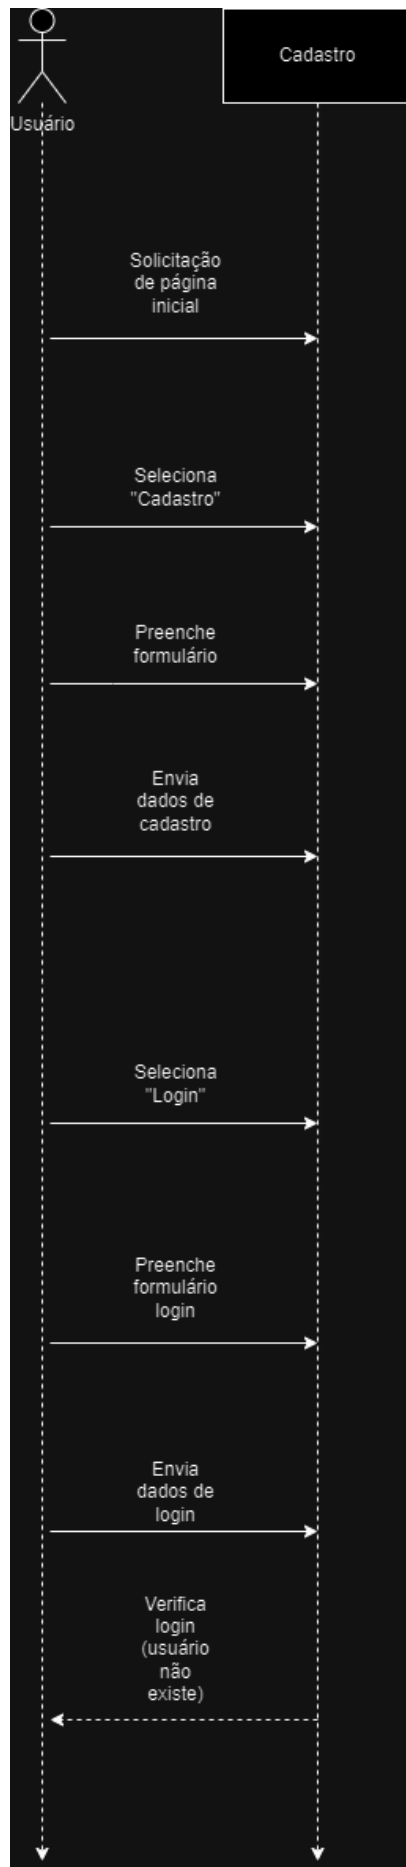 Cadastro
Usuário
Solicitação
de página
inicial
Seleciona
"Cadastro"
Preenche
formulário
Envia
dados de
cadastro
Seleciona
"Login"
Preenche
formulário
login
Envia
dados de
login
Verifica
login
(usuário
não
existe)